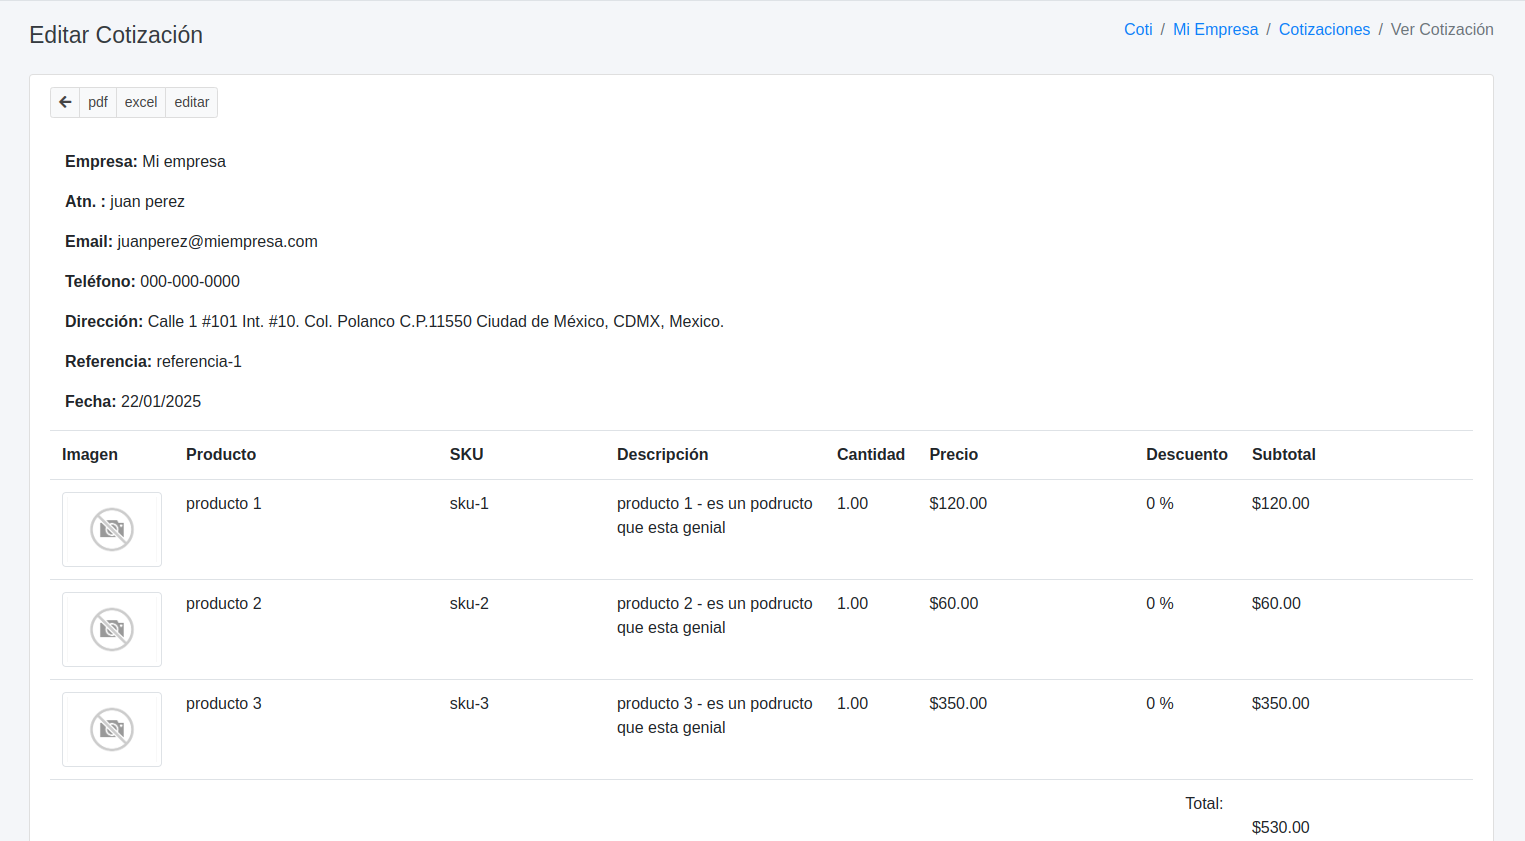 Editar Cotización
Coti / Mi Empresa / Cotizaciones / Ver Cotización
pdf excel editar
Empresa: Mi empresa
Atn. : juan perez
Email: juanperez@miempresa.com
Teléfono: 000-000-0000
Dirección: Calle 1 #101 Int. #10. Col. Polanco C.P.11550 Ciudad de México, CDMX, Mexico.
Referencia: referencia-1
Fecha: 22/01/2025
Imagen Producto SKU Descripción Cantidad Precio Descuento Subtotal
producto 1 sku-1 producto 1 - es un podructo 1.00 $120.00 0 % $120.00
que esta genial
producto 2 sku-2 producto 2 - es un podructo 1.00 $60.00 0 % $60.00
que esta genial
producto 3 sku-3 producto 3 - es un podructo 1.00 $350.00 0 % $350.00
que esta genial
Total:
$530.00